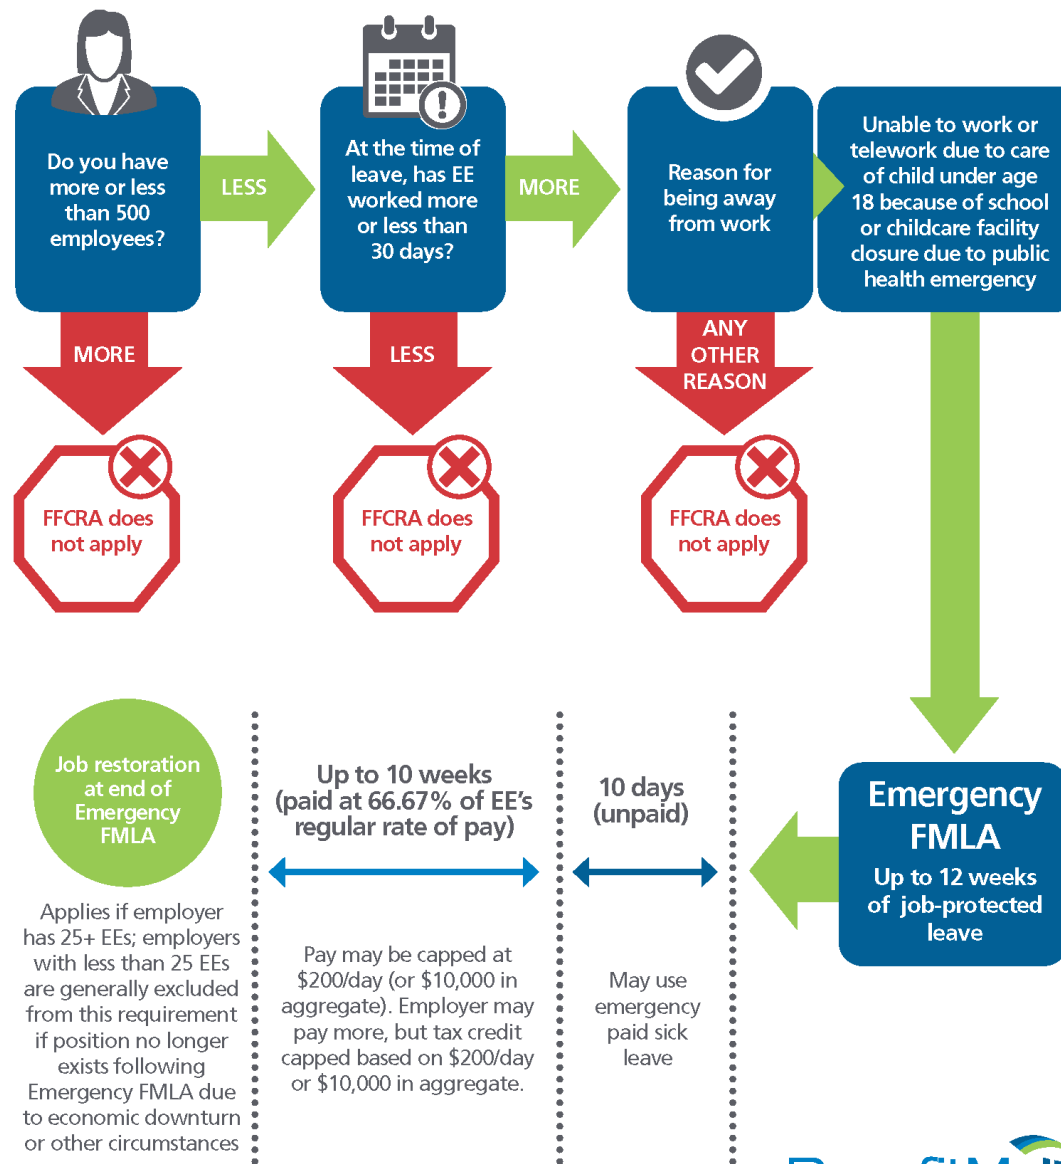 Do you have
more or less
than 500
employees?
LESS
At the time of
leave, has EE
worked more
or less than
30 days?
MORE
Reason for
being away
from work
Unable to work or
telework due to care
of child under age
18 because of school
or childcare facility
closure due to public
health emergency
MORE
LESS
ANY
OTHER
REASON
FFCRA does
not apply
FFCRA does
not apply
FFCRA does
not apply
Emergency
FMLA
Up to 12 weeks
of job-protected
leave
10 days
(unpaid)
May use
emergency
paid sick
leave
Up to 10 weeks
(paid at 66.67% of EE's
regular rate of pay)
Pay may be capped at
$200/day (or $10,000 in
aggregate). Employer may
pay more, but tax credit
capped based on $200/day
or $10,000 in aggregate.
Job restoration
at end of
Emergency
FMLA
Applies if employer
has 25+ EEs; employers
with less than 25 EEs
are generally excluded
from this requirement
if position no longer
exists following
Emergency FMLA due
to economic downturn
or other circumstances